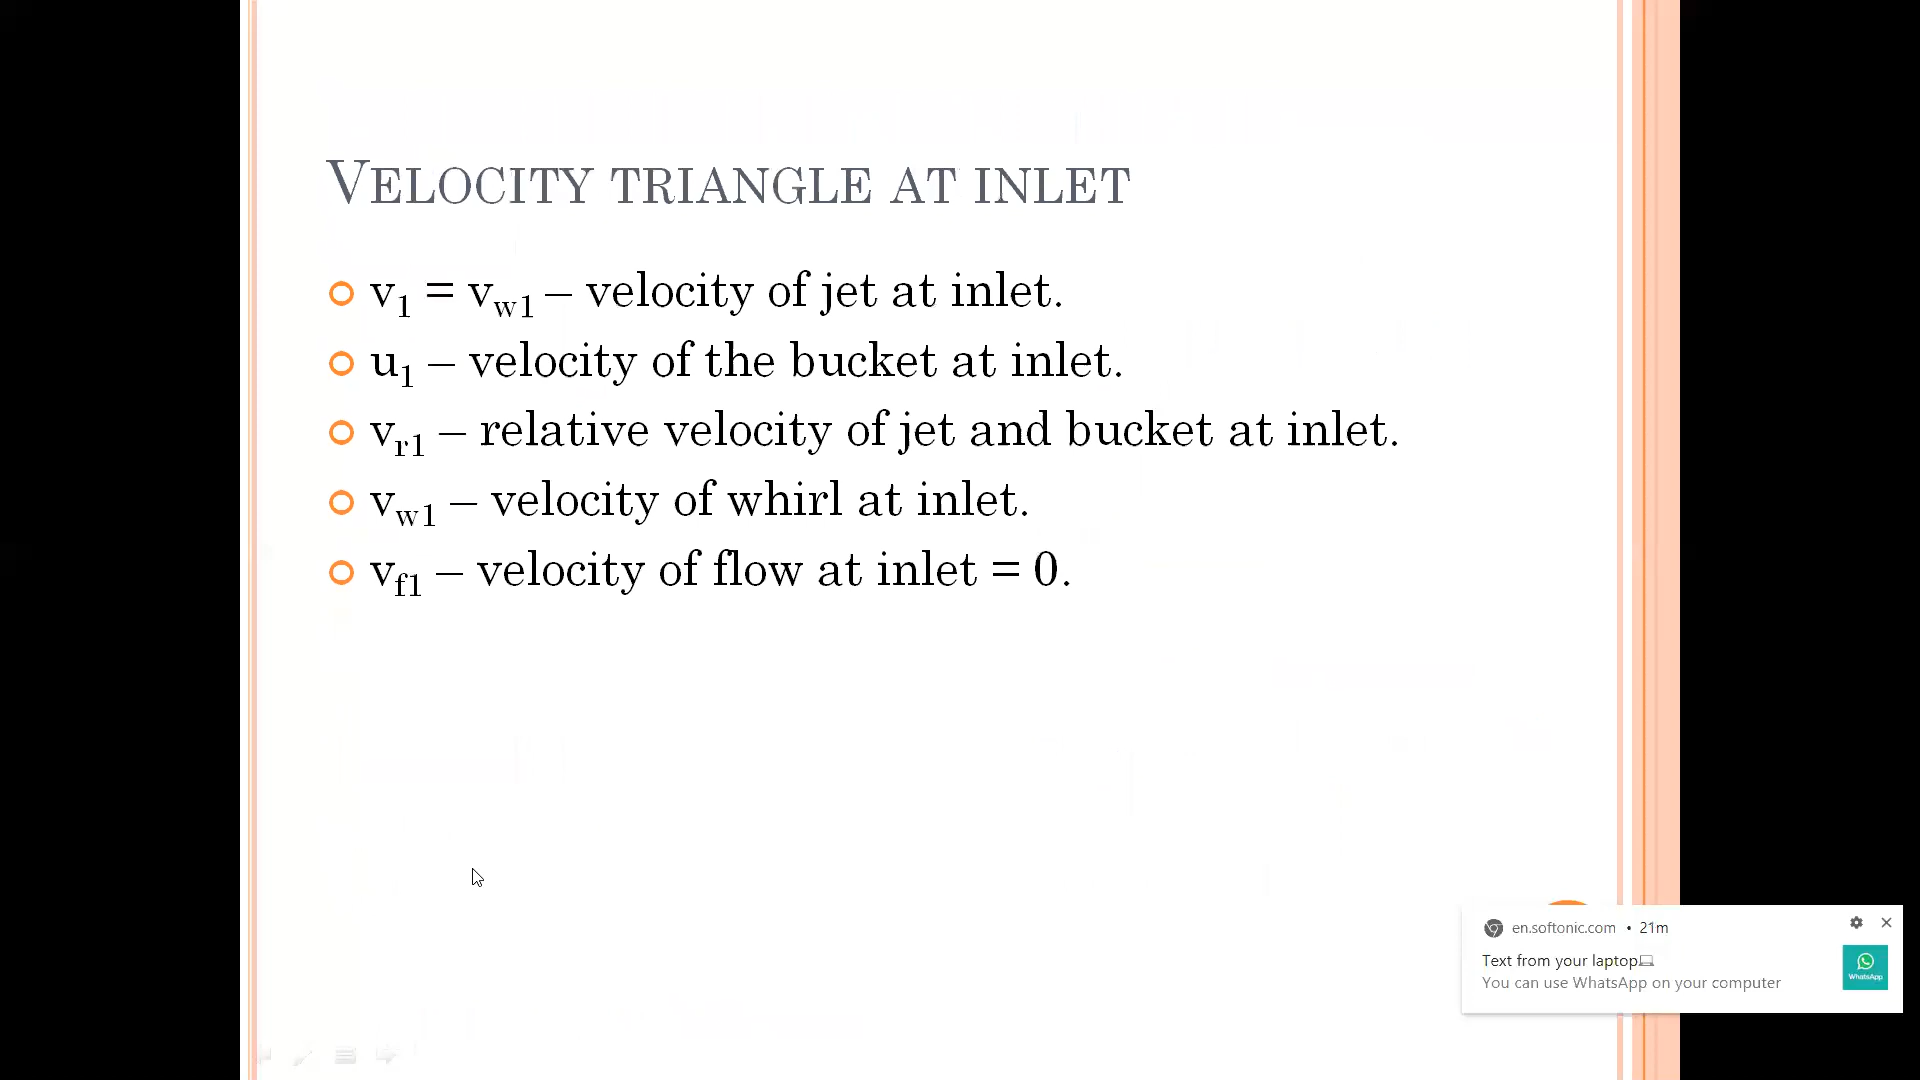 VELOCITY TRIANGLE AT INLET
v1 = vw1 – velocity of jet at inlet.
u1 – velocity of the bucket at inlet.
vr1 – relative velocity of jet and bucket at inlet.
vw1 – velocity of whirl at inlet.
vf1 – velocity of flow at inlet = 0.
en.softonic.com • 21m
Text from your laptop💻
You can use WhatsApp on your computer
WhatsApp